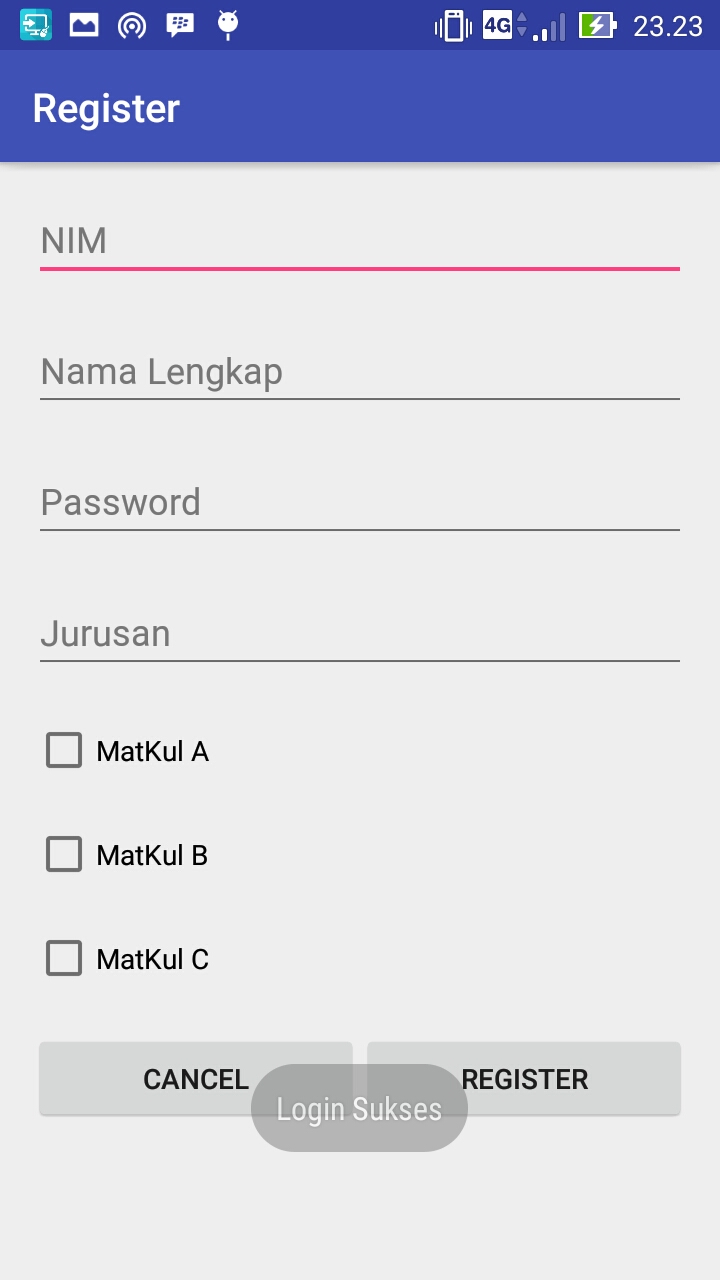 4G 23.23
Register
NIM
Nama Lengkap
Password
Jurusan
MatKul A
MatKul B
MatKul C
CANCEL REGISTER
Login Sukses